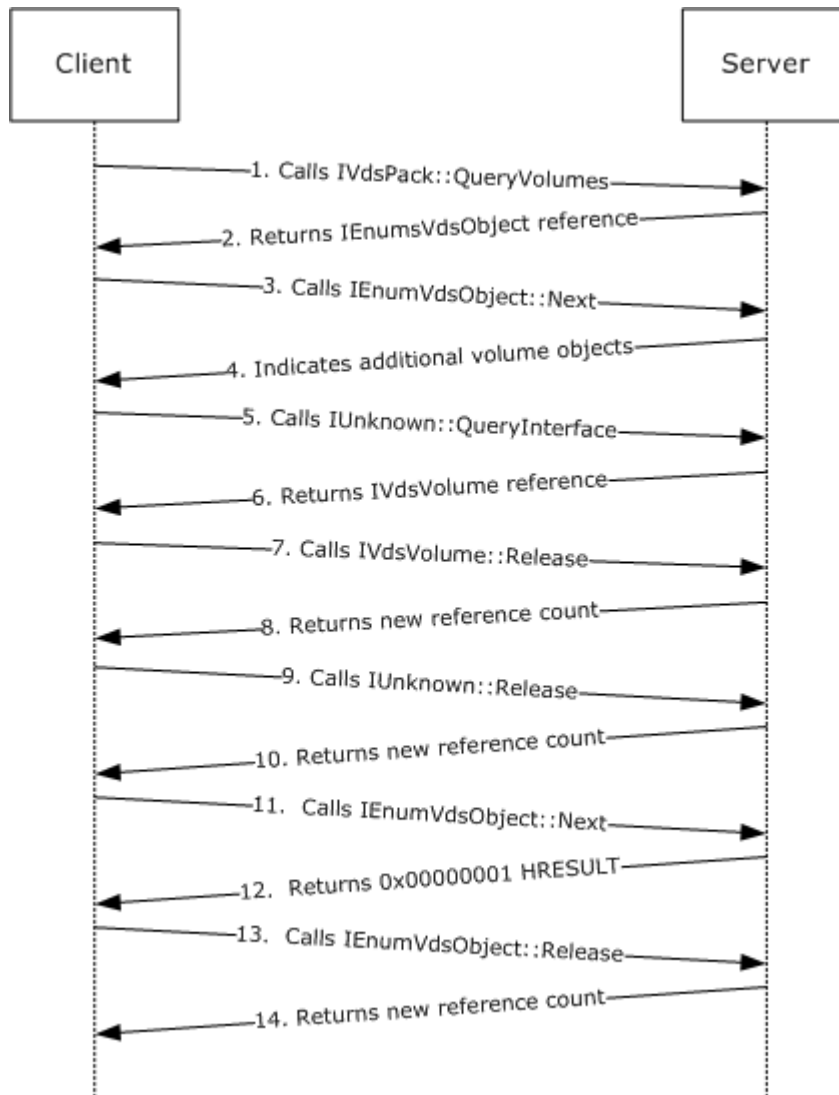 Client
Server
1. Calls IVdsPack::QueryVolumes
2. Returns IEnumsVdsObject reference
3. Calls IEnumVdsObject::Next
4. Indicates additional volume objects
5. Calls IUnknown::QueryInterface
6. Returns IVdsVolume reference
7. Calls IVdsVolume::Release
8. Returns new reference count
9. Calls IUnknown::Release
10. Returns new reference count
11.  Calls IEnumVdsObject::Next
12.  Returns 0x00000001 HRESULT
13.  Calls IEnumVdsObject::Release
14. Returns new reference count